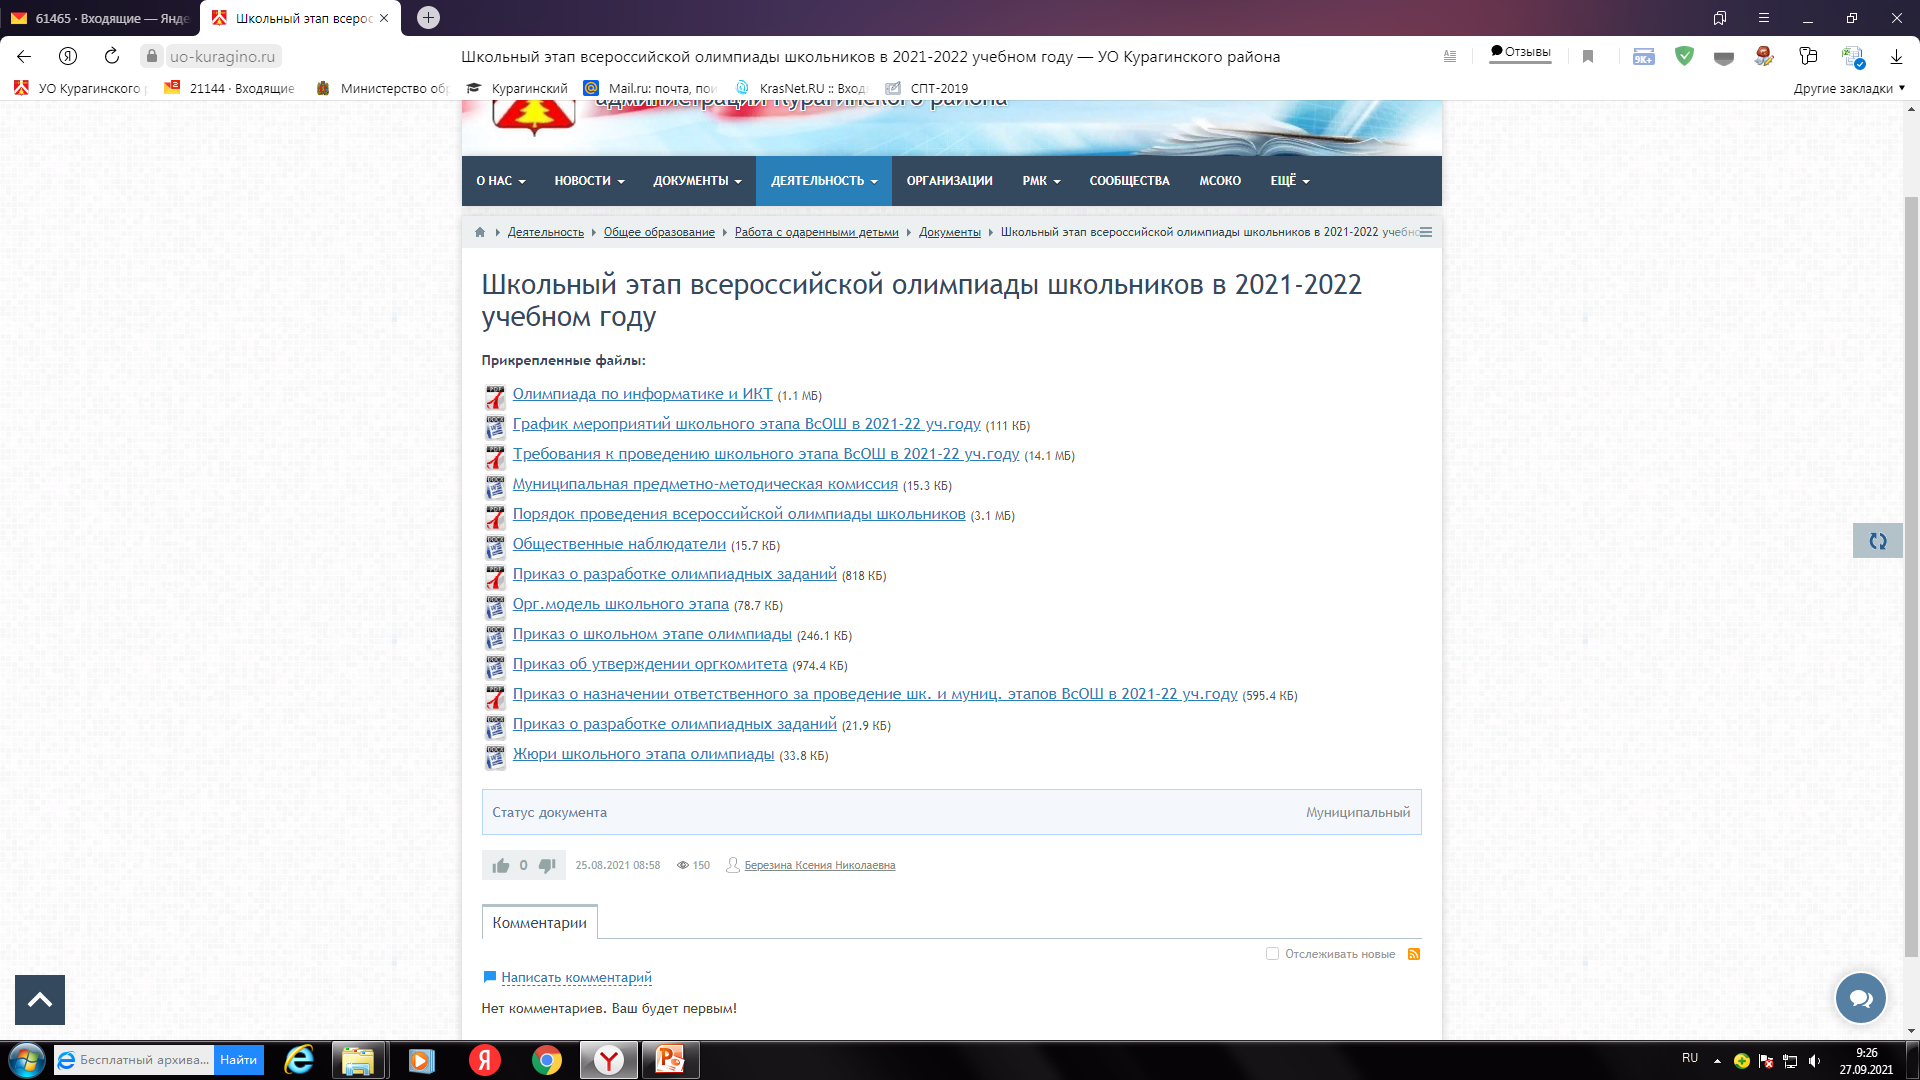 61465 · Входящие — Янде
Школьный этап всерос
uo-kuragino.ru
Школьный этап всероссийской олимпиады школьников в 2021-2022 учебном году — УО Курагинского района
Отзывы
9K+
УО Курагинского р
21144 · Входящие
Министерство обр
Курагинский
Mail.ru: почта, пои
KrasNet.RU :: Вход
СПТ-2019
Другие закладки
администрации Курагинского района
О НАС
НОВОСТИ
ДОКУМЕНТЫ
ДЕЯТЕЛЬНОСТЬ
ОРГАНИЗАЦИИ
РМК
СООБЩЕСТВА
МСОКО
ЕЩЁ
Деятельность
Общее образование
Работа с одаренными детьми
Документы
Школьный этап всероссийской олимпиады школьников в 2021-2022 учебно
Школьный этап всероссийской олимпиады школьников в 2021-2022
учебном году
Прикрепленные файлы:
Олимпиада по информатике и ИКТ (1.1 МБ)
График мероприятий школьного этапа ВсОШ в 2021-22 уч.году (111 КБ)
Требования к проведению школьного этапа ВсОШ в 2021-22 уч.году (14.1 МБ)
Муниципальная предметно-методическая комиссия (15.3 КБ)
Порядок проведения всероссийской олимпиады школьников (3.1 МБ)
Общественные наблюдатели (15.7 КБ)
Приказ о разработке олимпиадных заданий (818 КБ)
Орг.модель школьного этапа (78.7 КБ)
Приказ о школьном этапе олимпиады (246.1 КБ)
Приказ об утверждении оргкомитета (974.4 КБ)
Приказ о назначении ответственного за проведение шк. и муниц. этапов ВсОШ в 2021-22 уч.году (595.4 КБ)
Приказ о разработке олимпиадных заданий (21.9 КБ)
Жюри школьного этапа олимпиады (33.8 КБ)
Статус документа
Муниципальный
0
25.08.2021 08:58
150
Березина Ксения Николаевна
Комментарии
Отслеживать новые
Написать комментарий
Нет комментариев. Ваш будет первым!
Бесплатный архива...
Найти
RU
9:26
27.09.2021